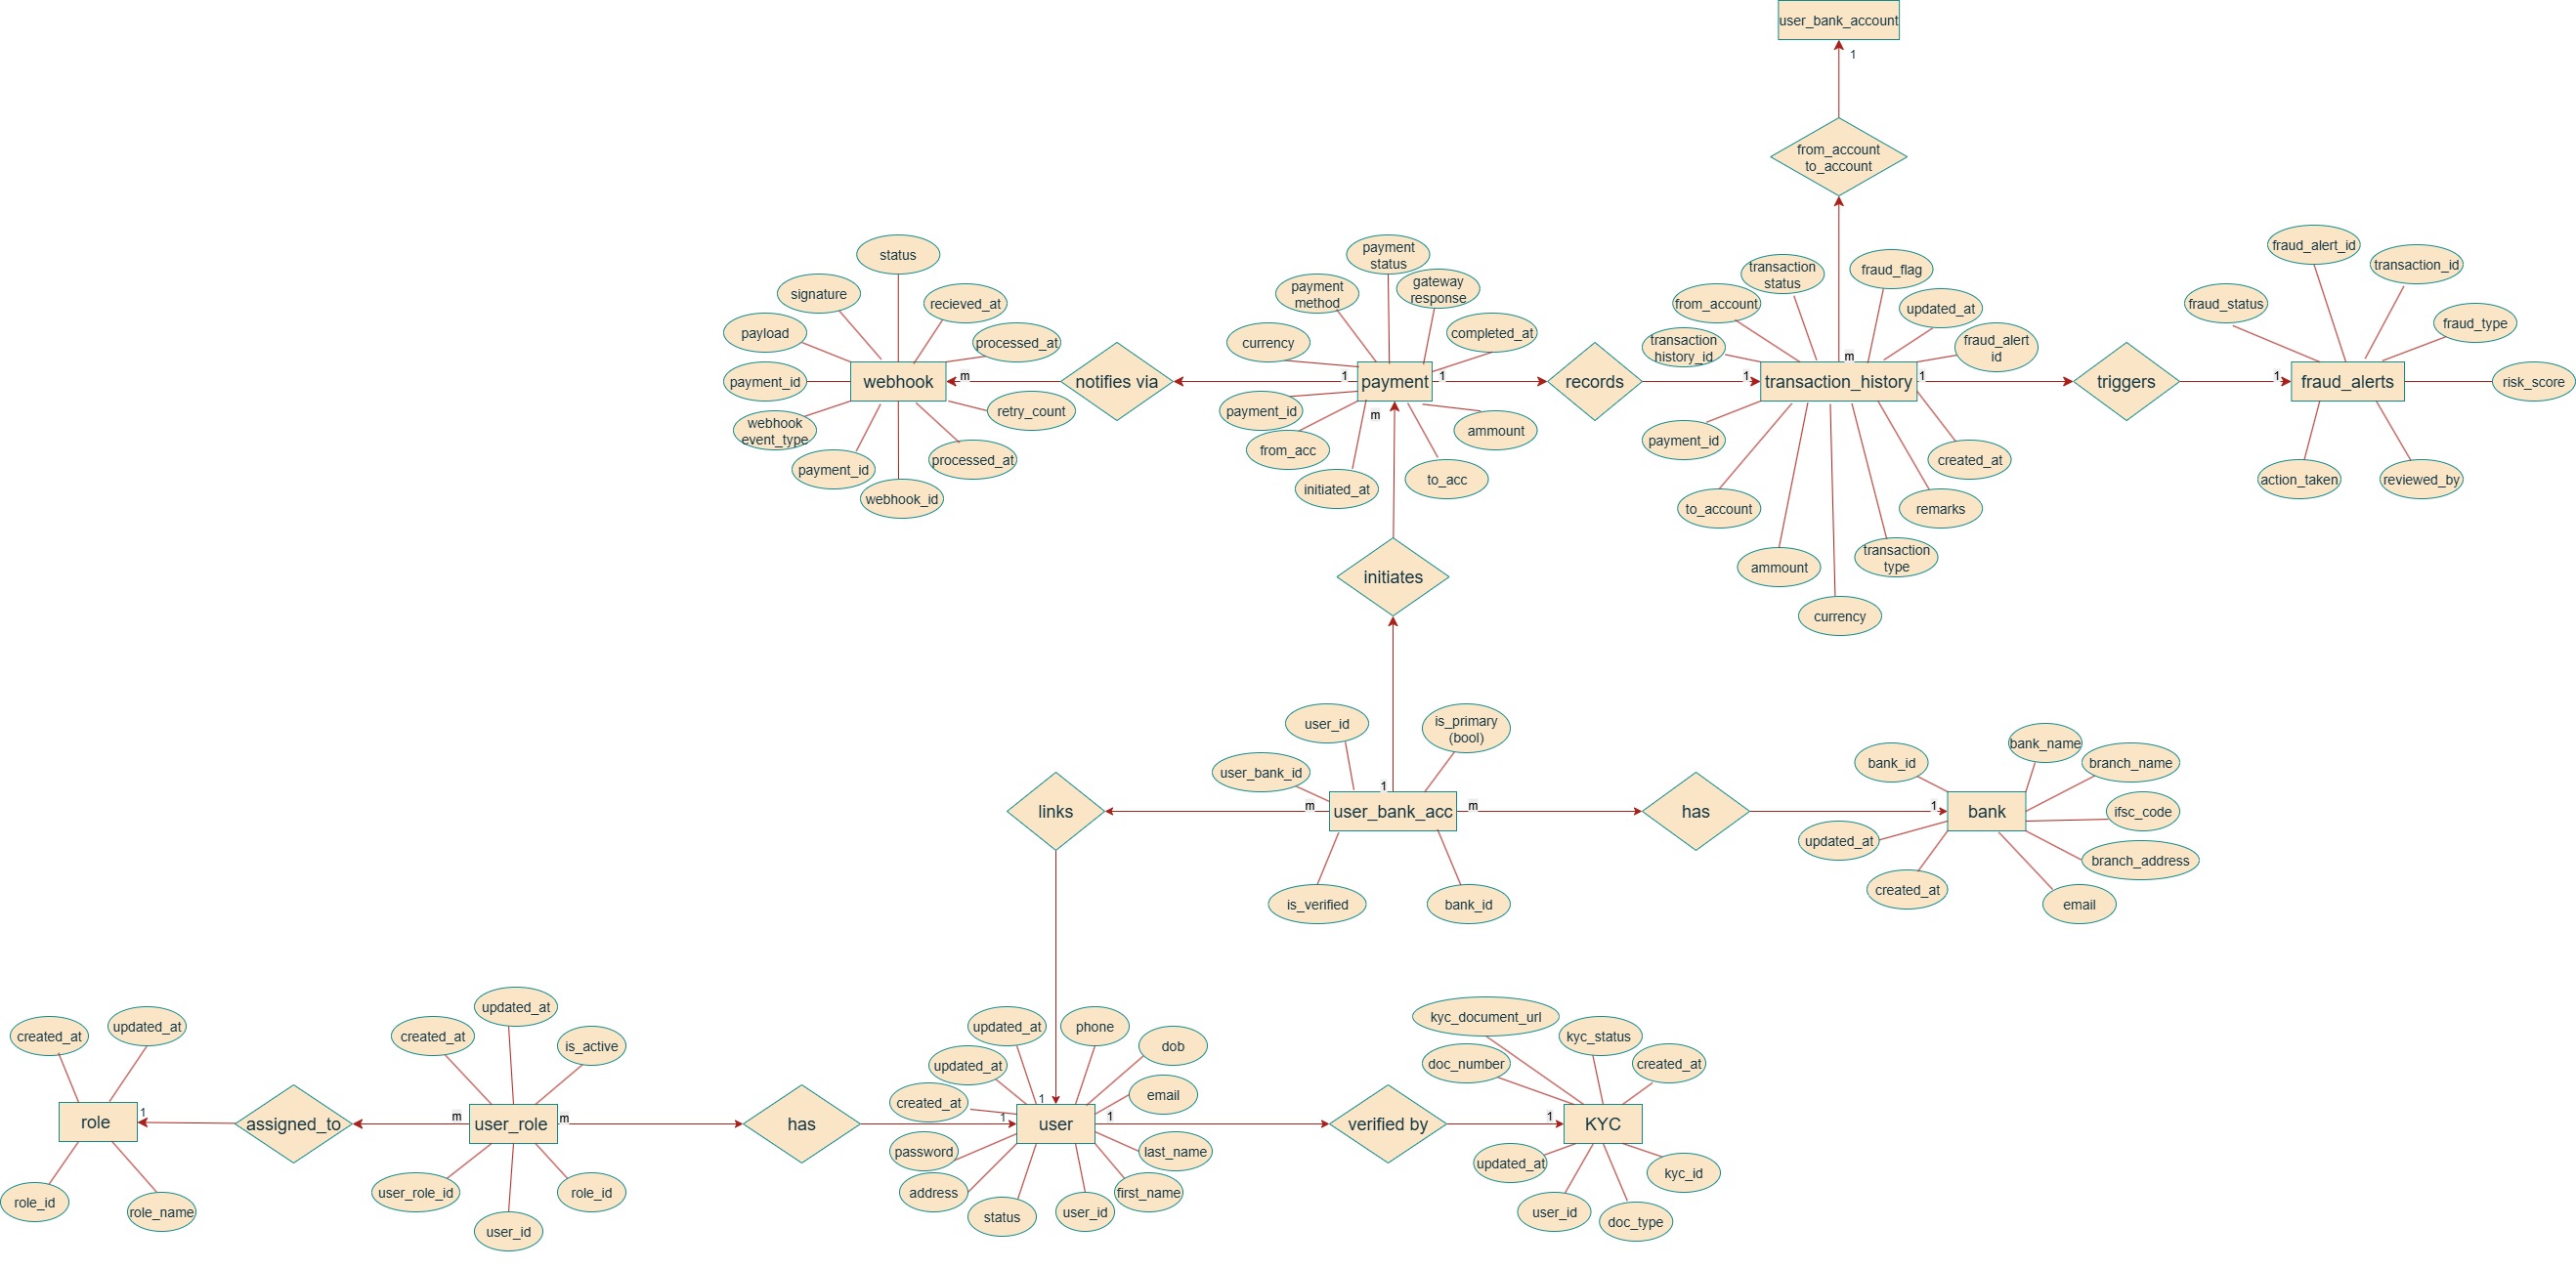 user_bank_account
1
from_account
to_account
m
status
signature
recieved_at
payload
processed_at
payment_id
webhook
m
retry_count
webhook
event_type
payment_id
processed_at
webhook_id
notifies via
payment
status
payment
method
gateway
response
currency
completed_at
1
payment
1
payment_id
m
ammount
from_acc
initiated_at
to_acc
records
transaction
status
fraud_flag
from_account
updated_at
transaction
history_id
fraud_alert
id
1
transaction_history
1
payment_id
created_at
to_account
remarks
ammount
transaction
type
currency
triggers
fraud_alert_id
transaction_id
fraud_status
fraud_type
1
fraud_alerts
risk_score
action_taken
reviewed_by
initiates
user_id
is_primary
(bool)
user_bank_id
1
links
m
user_bank_acc
m
is_verified
bank_id
has
1
bank
bank_name
bank_id
branch_name
ifsc_code
updated_at
branch_address
created_at
email
created_at
updated_at
role
1
role_id
role_name
assigned_to
updated_at
created_at
is_active
m
user_role
m
user_role_id
role_id
user_id
has
updated_at
phone
dob
updated_at
email
created_at
1
1
user
1
password
last_name
address
first_name
status
user_id
verified by
kyc_document_url
kyc_status
doc_number
created_at
1
KYC
updated_at
kyc_id
user_id
doc_type